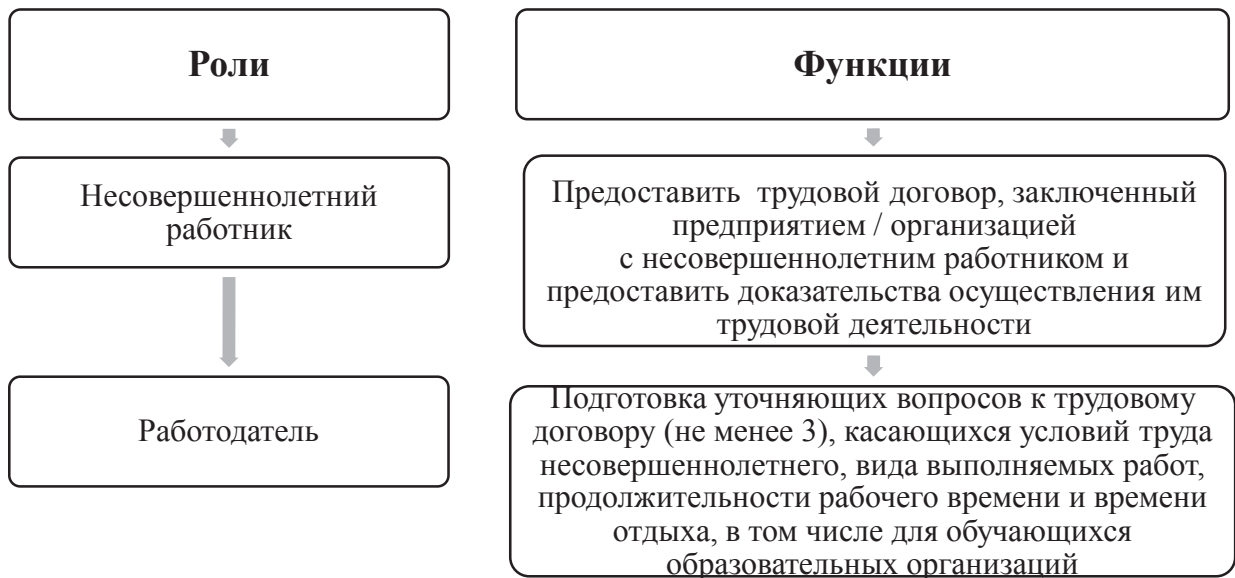 Роли
Несовершеннолетний
работник
Работодатель
Функции
Предоставить трудовой договор, заключенный
предприятием / организацией
с несовершеннолетним работником и
предоставить доказательства осуществления им
трудовой деятельности
Подготовка уточняющих вопросов к трудовому
договору (не менее 3), касающихся условий труда
несовершеннолетнего, вида выполняемых работ,
продолжительности рабочего времени и времени
отдыха, в том числе для обучающихся
образовательных организаций